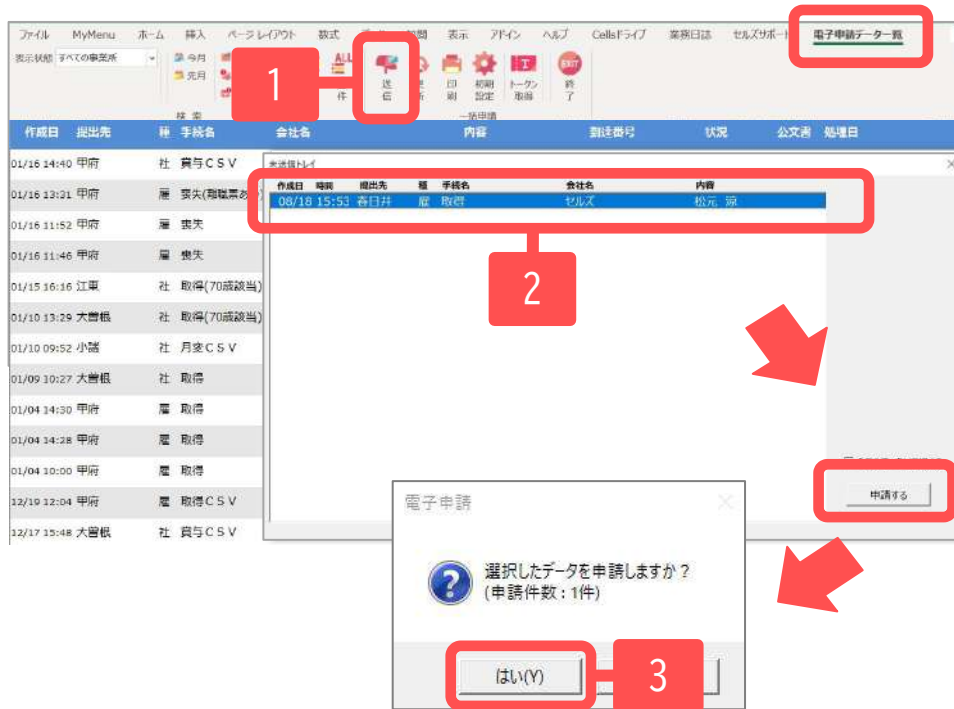 ファイル MyMenu ホーム 挿入 ページレイアウト 数式 表示 アドイン ヘルプ Cellsドライブ 業務日誌 セルズサポート 電子申請データ一覧
表示状態 すべての事業所 今月 ALL
先月 件 送信 印刷 初期設定 トークン取得 EXIT 終了
1
検索 一括申請
作成日 提出先 種 手続名 会社名 内容 到達番号 状況 公文書 処理日
01/16 14:40 甲府 社 賞与CSV
未送信トレイ
作成日 時間 提出先 種 手続名 会社名 内容
08/18 15:53 春日井 雇 取得 セルズ 松元 涼
2
01/16 13:31 甲府 雇 喪失(離職票あり)
01/16 11:52 甲府 雇 喪失
01/16 11:46 甲府 雇 喪失
01/15 16:16 江東 社 取得(70歳該当)
01/10 13:29 大曽根 社 取得(70歳該当)
01/10 09:52 小諸 社 月変CSV
01/09 10:27 大曽根 社 取得
01/04 14:30 甲府 雇 取得
01/04 14:28 甲府 雇 取得
01/04 10:00 甲府 雇 取得
12/19 12:04 甲府 雇 取得CSV
12/17 15:48 大曽根 社 賞与CSV
申請する
電子申請
選択したデータを申請しますか？
(申請件数：1件)
はい(Y)
3